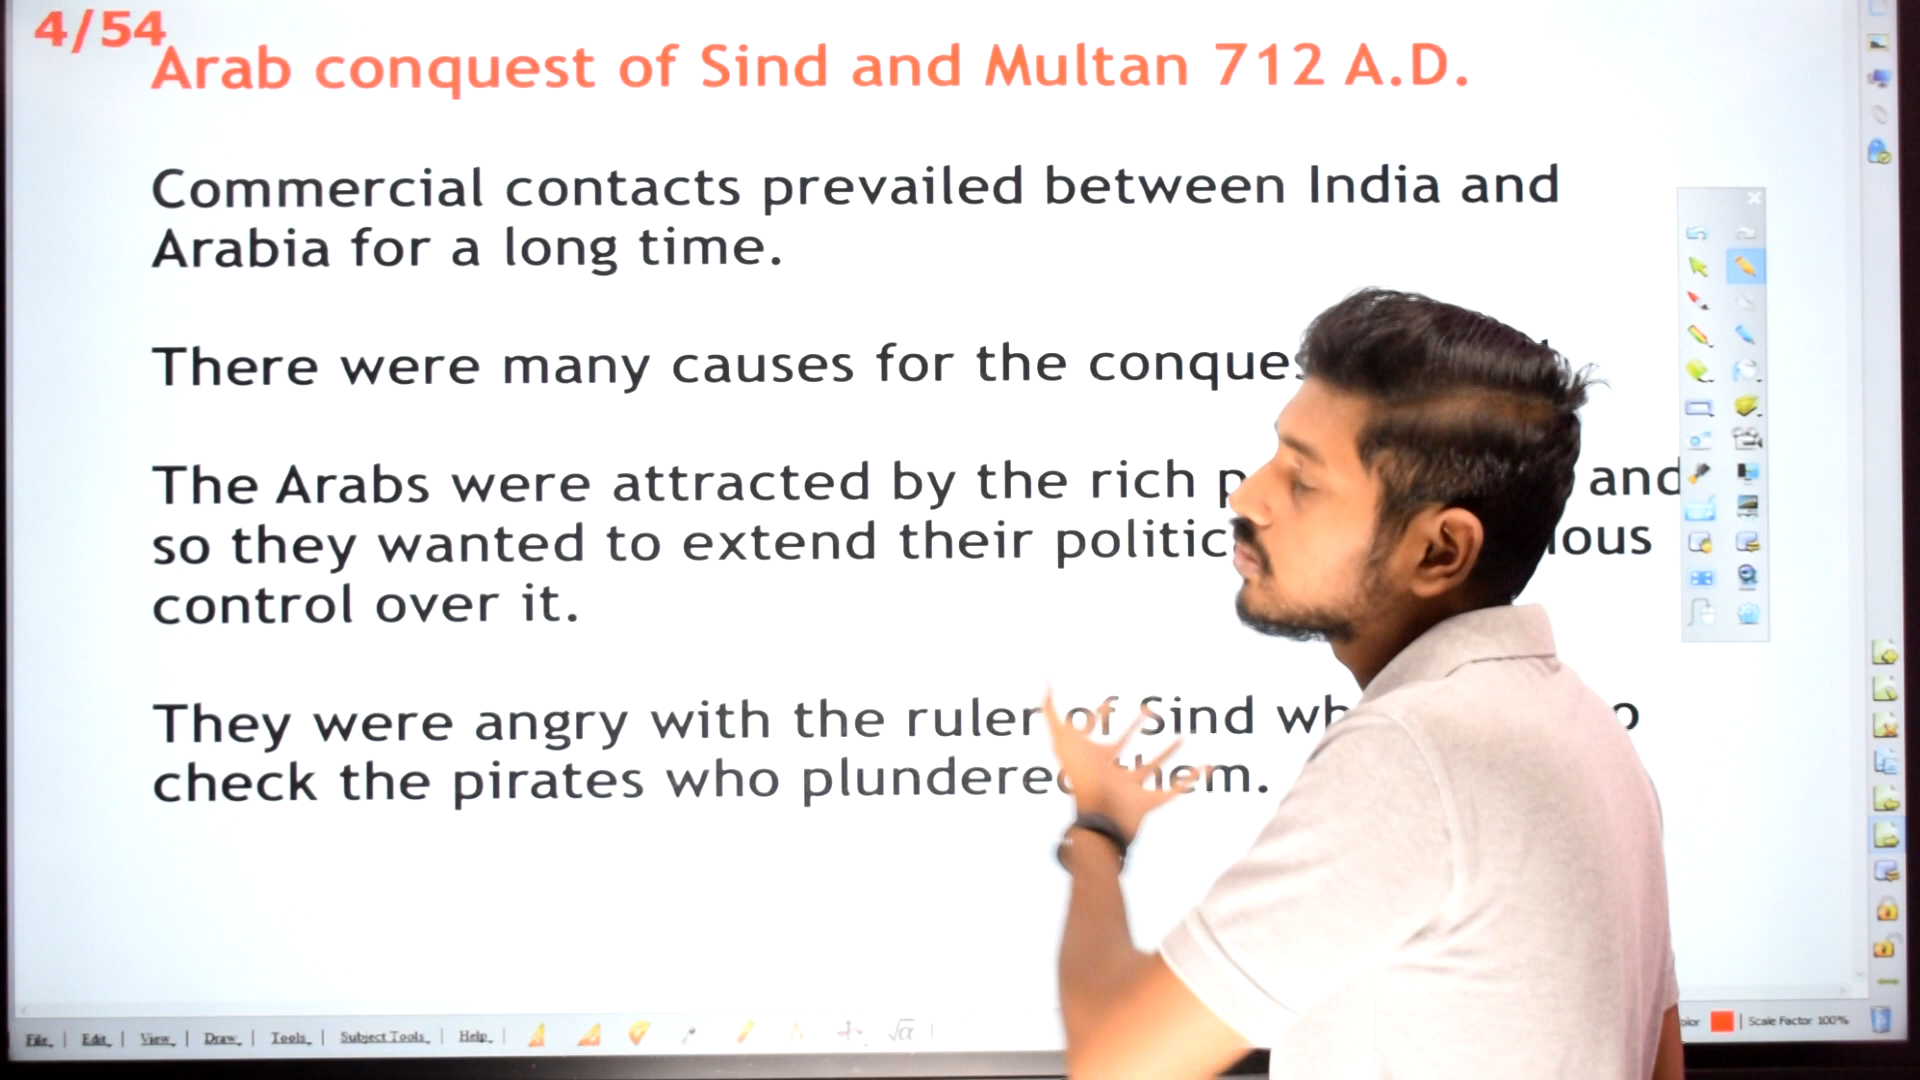 4/54
Arab conquest of Sind and Multan 712 A.D.
Commercial contacts prevailed between India and
Arabia for a long time.
There were many causes for the
The Arabs were attracted by the rich and
so they wanted to extend their
control over it.
They were angry with the ruler of Sind
check the pirates who plundered them.
File Edit View Draw Tools Subject Tools Help
Scale Factor 100%